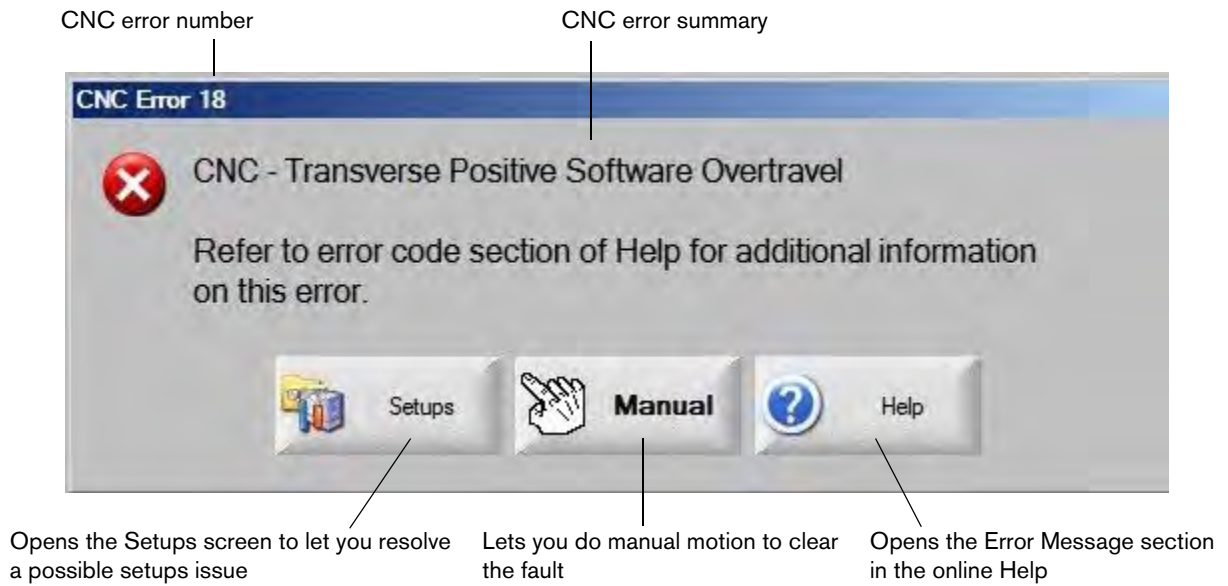 CNC error number
CNC error summary
CNC Error 18
CNC - Transverse Positive Software Overtravel
Refer to error code section of Help for additional information
on this error.
Setups
Manual
Help
Opens the Setups screen to let you resolve
a possible setups issue
Lets you do manual motion to clear
the fault
Opens the Error Message section
in the online Help